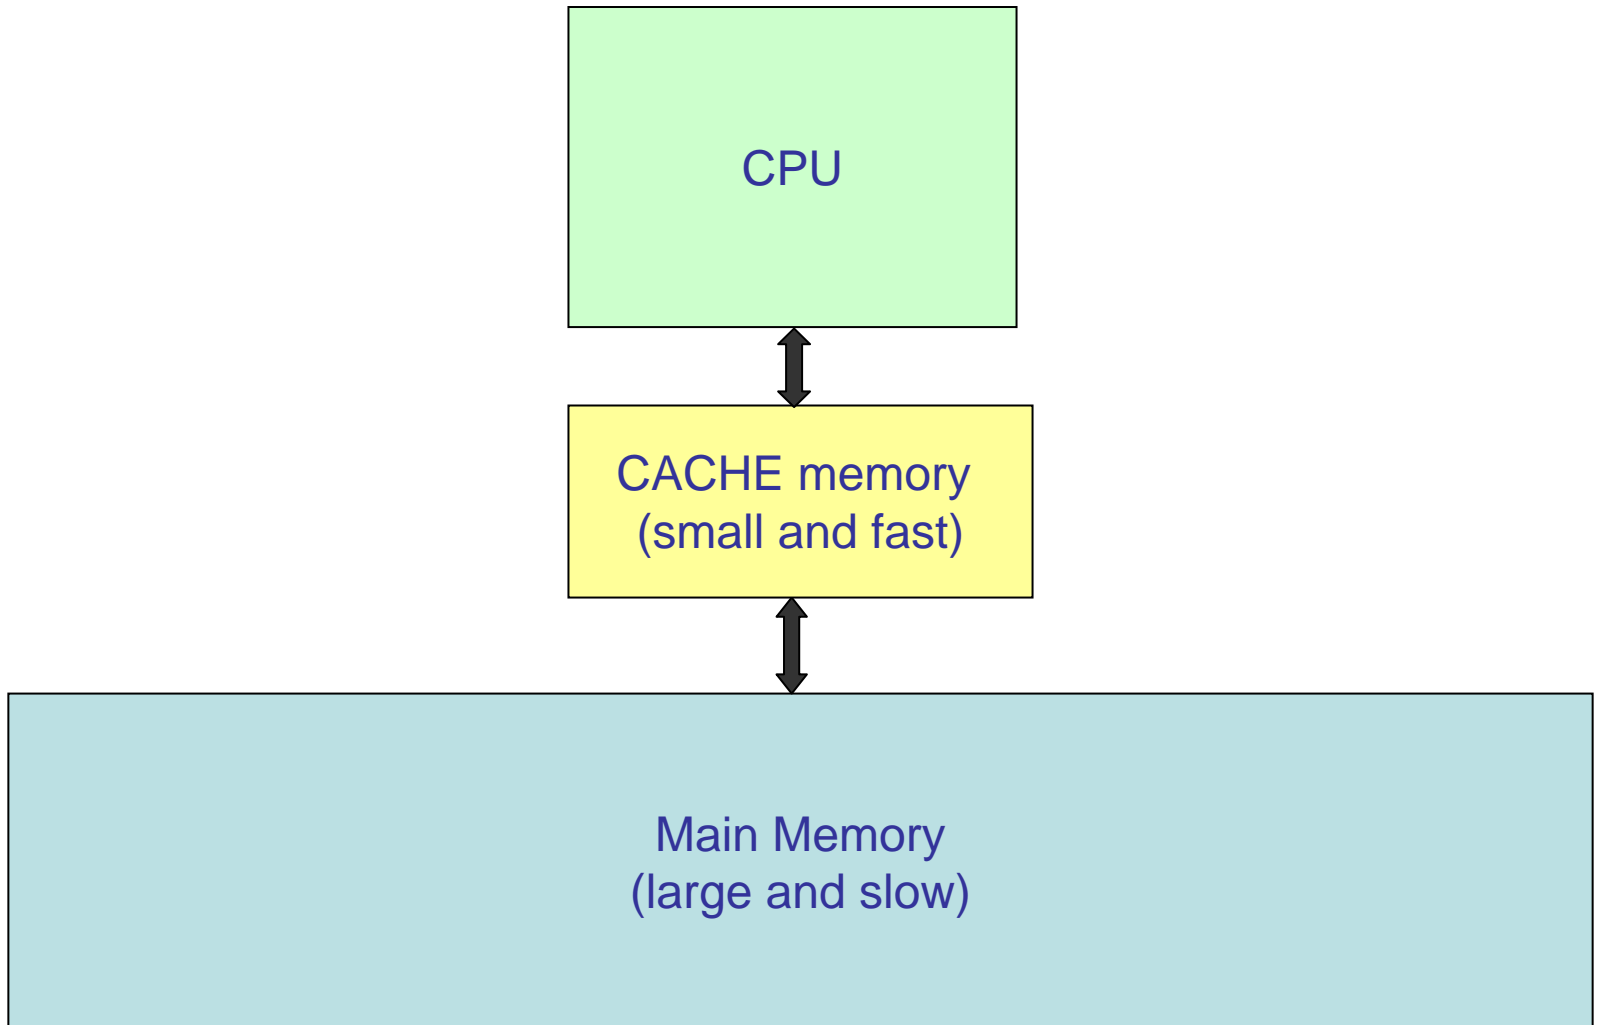 CPU
CACHE memory
(small and fast)
Main Memory
(large and slow)